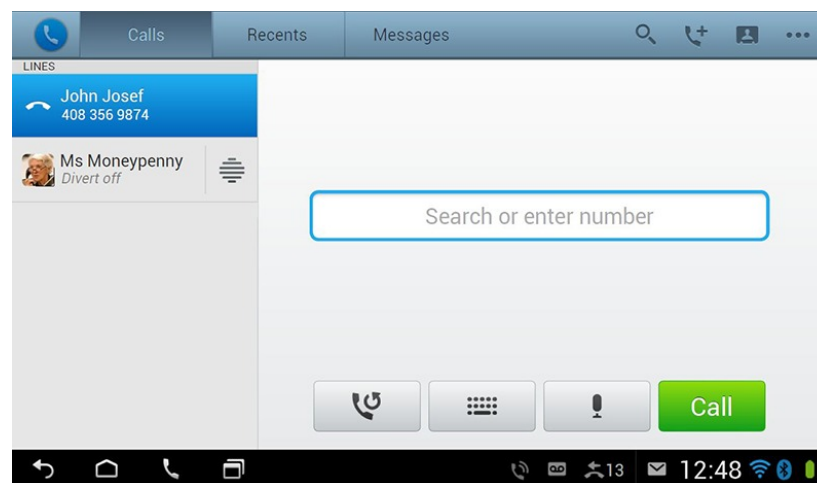 Calls
Recents
Messages
LINES
John Josef
408 356 9874
Ms Moneypenny
Divert off
Search or enter number
Call
13
12:48